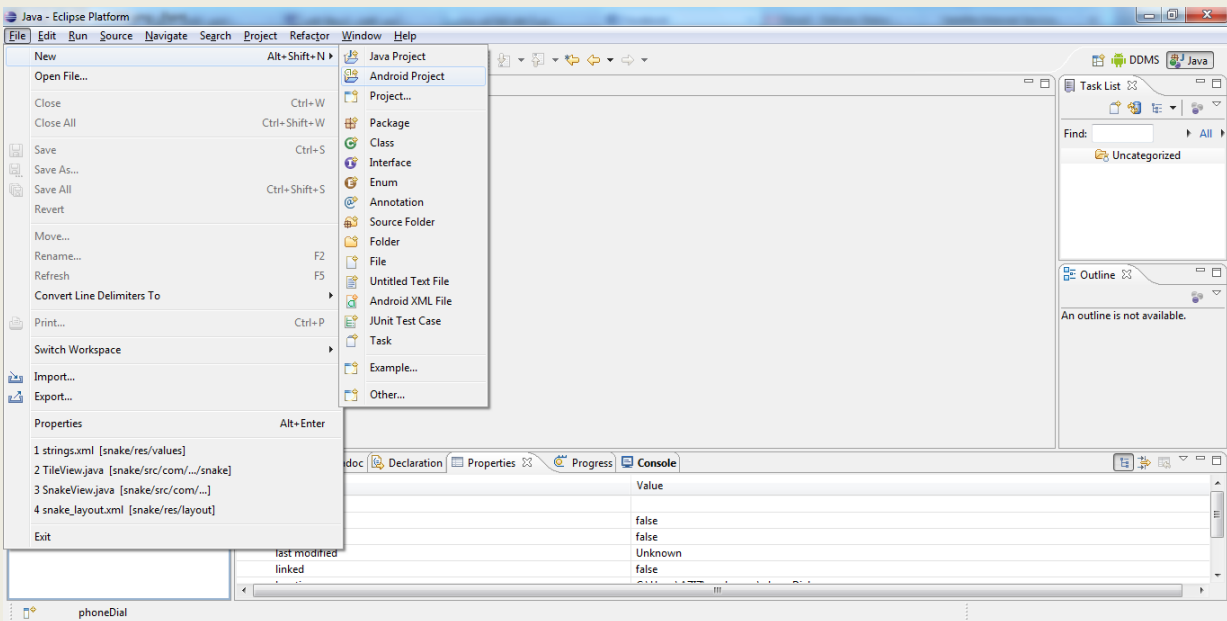 Java - Eclipse Platform
File Edit Run Source Navigate Search Project Refactor Window Help
New Alt+Shift+N
Open File...
Close Ctrl+W
Close All Ctrl+Shift+W
Save Ctrl+S
Save As...
Save All Ctrl+Shift+S
Revert
Move...
Rename... F2
Refresh F5
Convert Line Delimiters To
Print... Ctrl+P
Switch Workspace
Import...
Export...
Properties Alt+Enter
1 strings.xml [snake/res/values]
2 TileView.java [snake/src/com/.../snake]
3 SnakeView.java [snake/src/com/...]
4 snake_layout.xml [snake/res/layout]
Exit
Java Project
Android Project
Project...
Package
Class
Interface
Enum
Annotation
Source Folder
Folder
File
Untitled Text File
Android XML File
JUnit Test Case
Task
Example...
Other...
DDMS Java
Task List
Find: All
Uncategorized
Outline
An outline is not available.
doc Declaration Properties Progress Console
Value
false
false
last modified Unknown
linked false
phoneDial